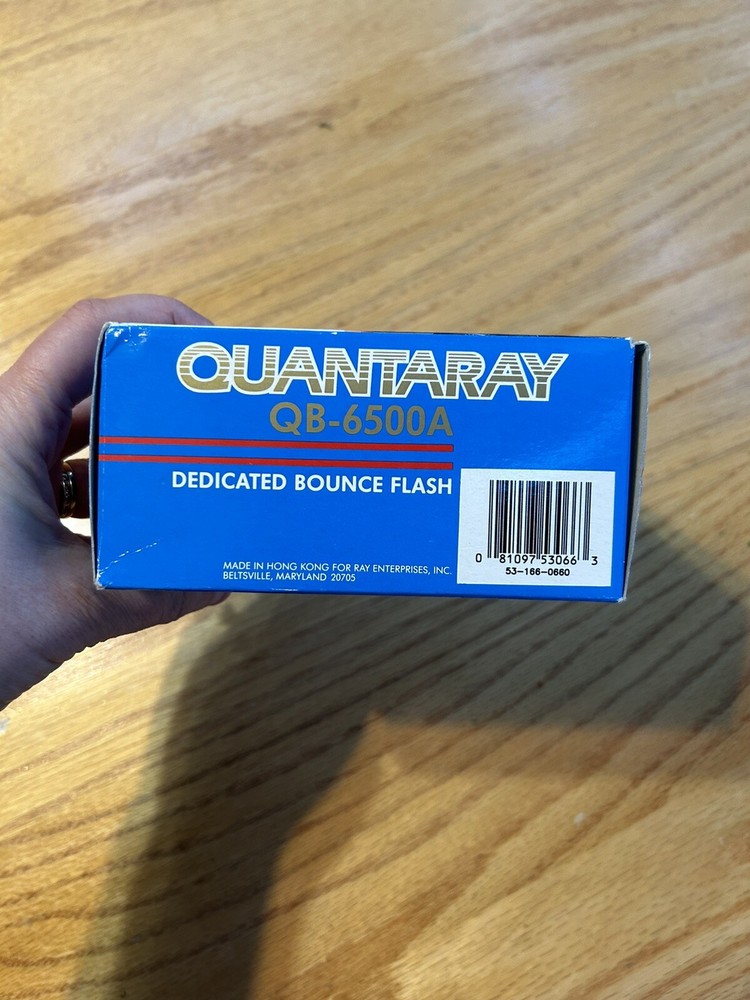 QUANTARAY
QB-6500A
DEDICATED BOUNCE FLASH
MADE IN HONG KONG FOR RAY ENTERPRISES, INC.
BELTSVILLE, MARYLAND 20705
0 81097 53066 3
53-166-0660